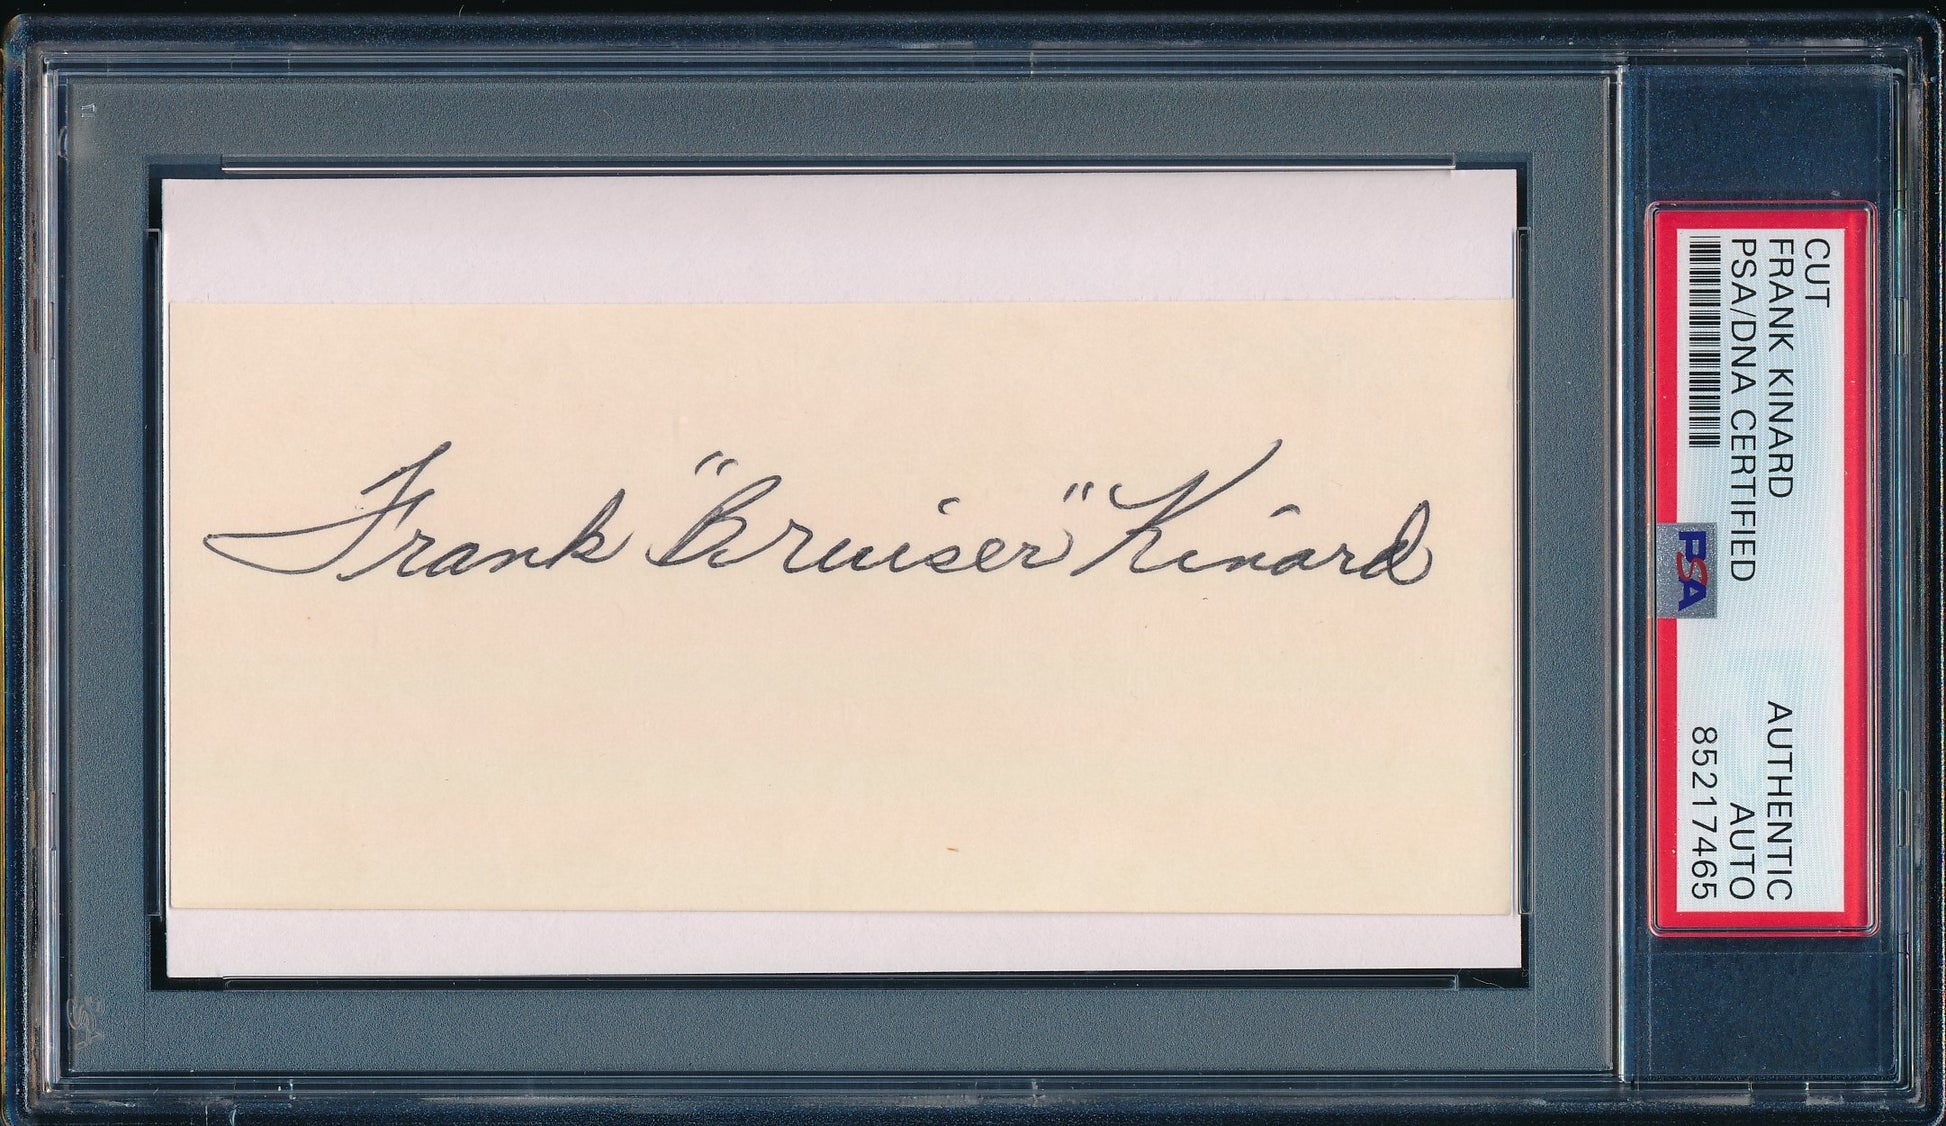 Frank "Bruiser" Kinard
CUT
FRANK KINARD
PSA/DNA CERTIFIED
AUTHENTIC
AUTO
85217465
PSA